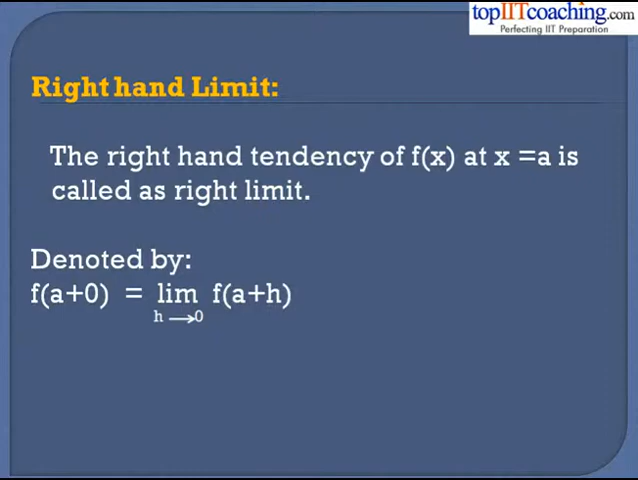 topIITcoaching.com
Perfecting IIT Preparation
Right hand Limit:
The right hand tendency of f(x) at x =a is
called as right limit.
Denoted by:
f(a+0) = lim f(a+h)
h →0